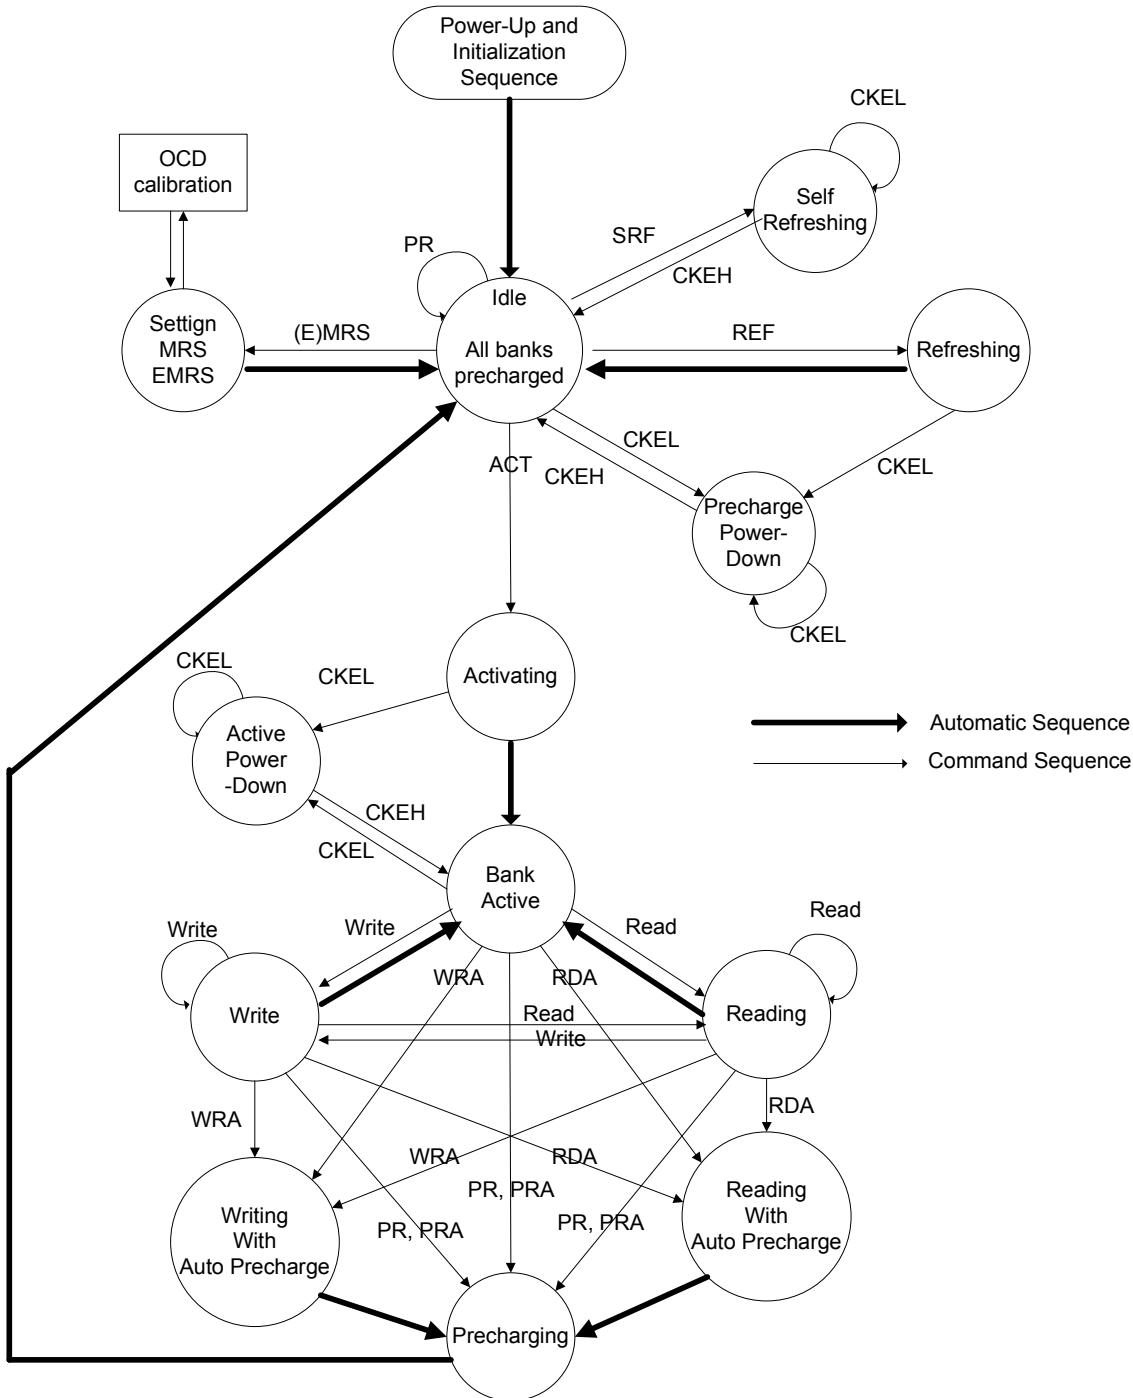 Power-Up and
Initialization
Sequence
CKEL
OCD
calibration
Self
Refreshing
SRF
PR
CKEH
Idle
Settign
MRS
EMRS
(E)MRS
All banks
precharged
REF
Refreshing
CKEL
ACT
CKEH
CKEL
Precharge
Power-
Down
CKEL
CKEL
CKEL
Activating
Active
Power
-Down
Automatic Sequence
Command Sequence
CKEH
CKEL
Bank
Active
Write
Write
Read
Read
WRA
RDA
Write
Read
Write
Reading
WRA
RDA
WRA
RDA
PR, PRA
Writing
With
Auto Precharge
Reading
With
Auto Precharge
PR, PRA
PR, PRA
Precharging